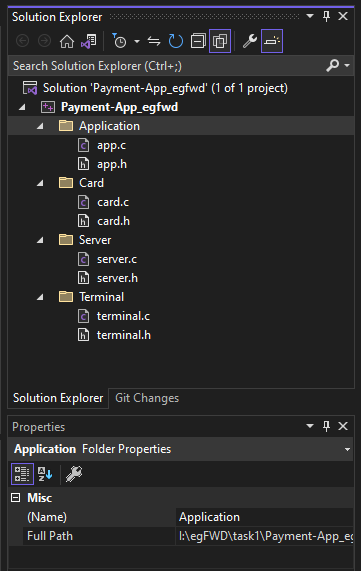 Solution Explorer
Search Solution Explorer (Ctrl+;)
Solution 'Payment-App_egfwd' (1 of 1 project)
Payment-App_egfwd
Application
app.c
app.h
Card
card.c
card.h
Server
server.c
server.h
Terminal
terminal.c
terminal.h
Solution Explorer Git Changes
Properties
Application Folder Properties
Misc
(Name) Application
Full Path I:\egFWD\task1\Payment-App_eg